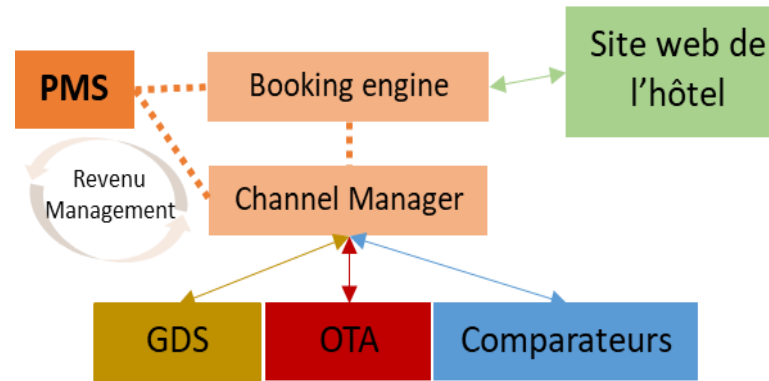 PMS
Booking engine
Site web de
l'hôtel
Revenu
Management
Channel Manager
GDS
OTA
Comparateurs